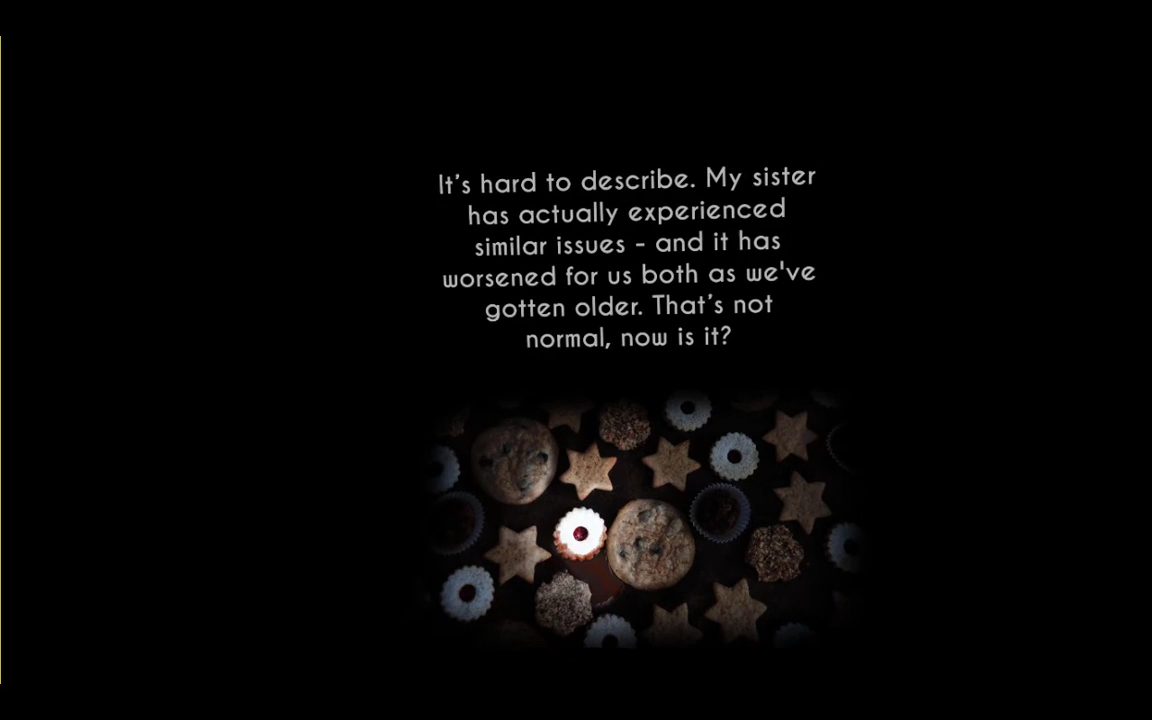 It's hard to describe. My sister
has actually experienced
similar issues - and it has
worsened for us both as we've
gotten older. That's not
normal, now is it?